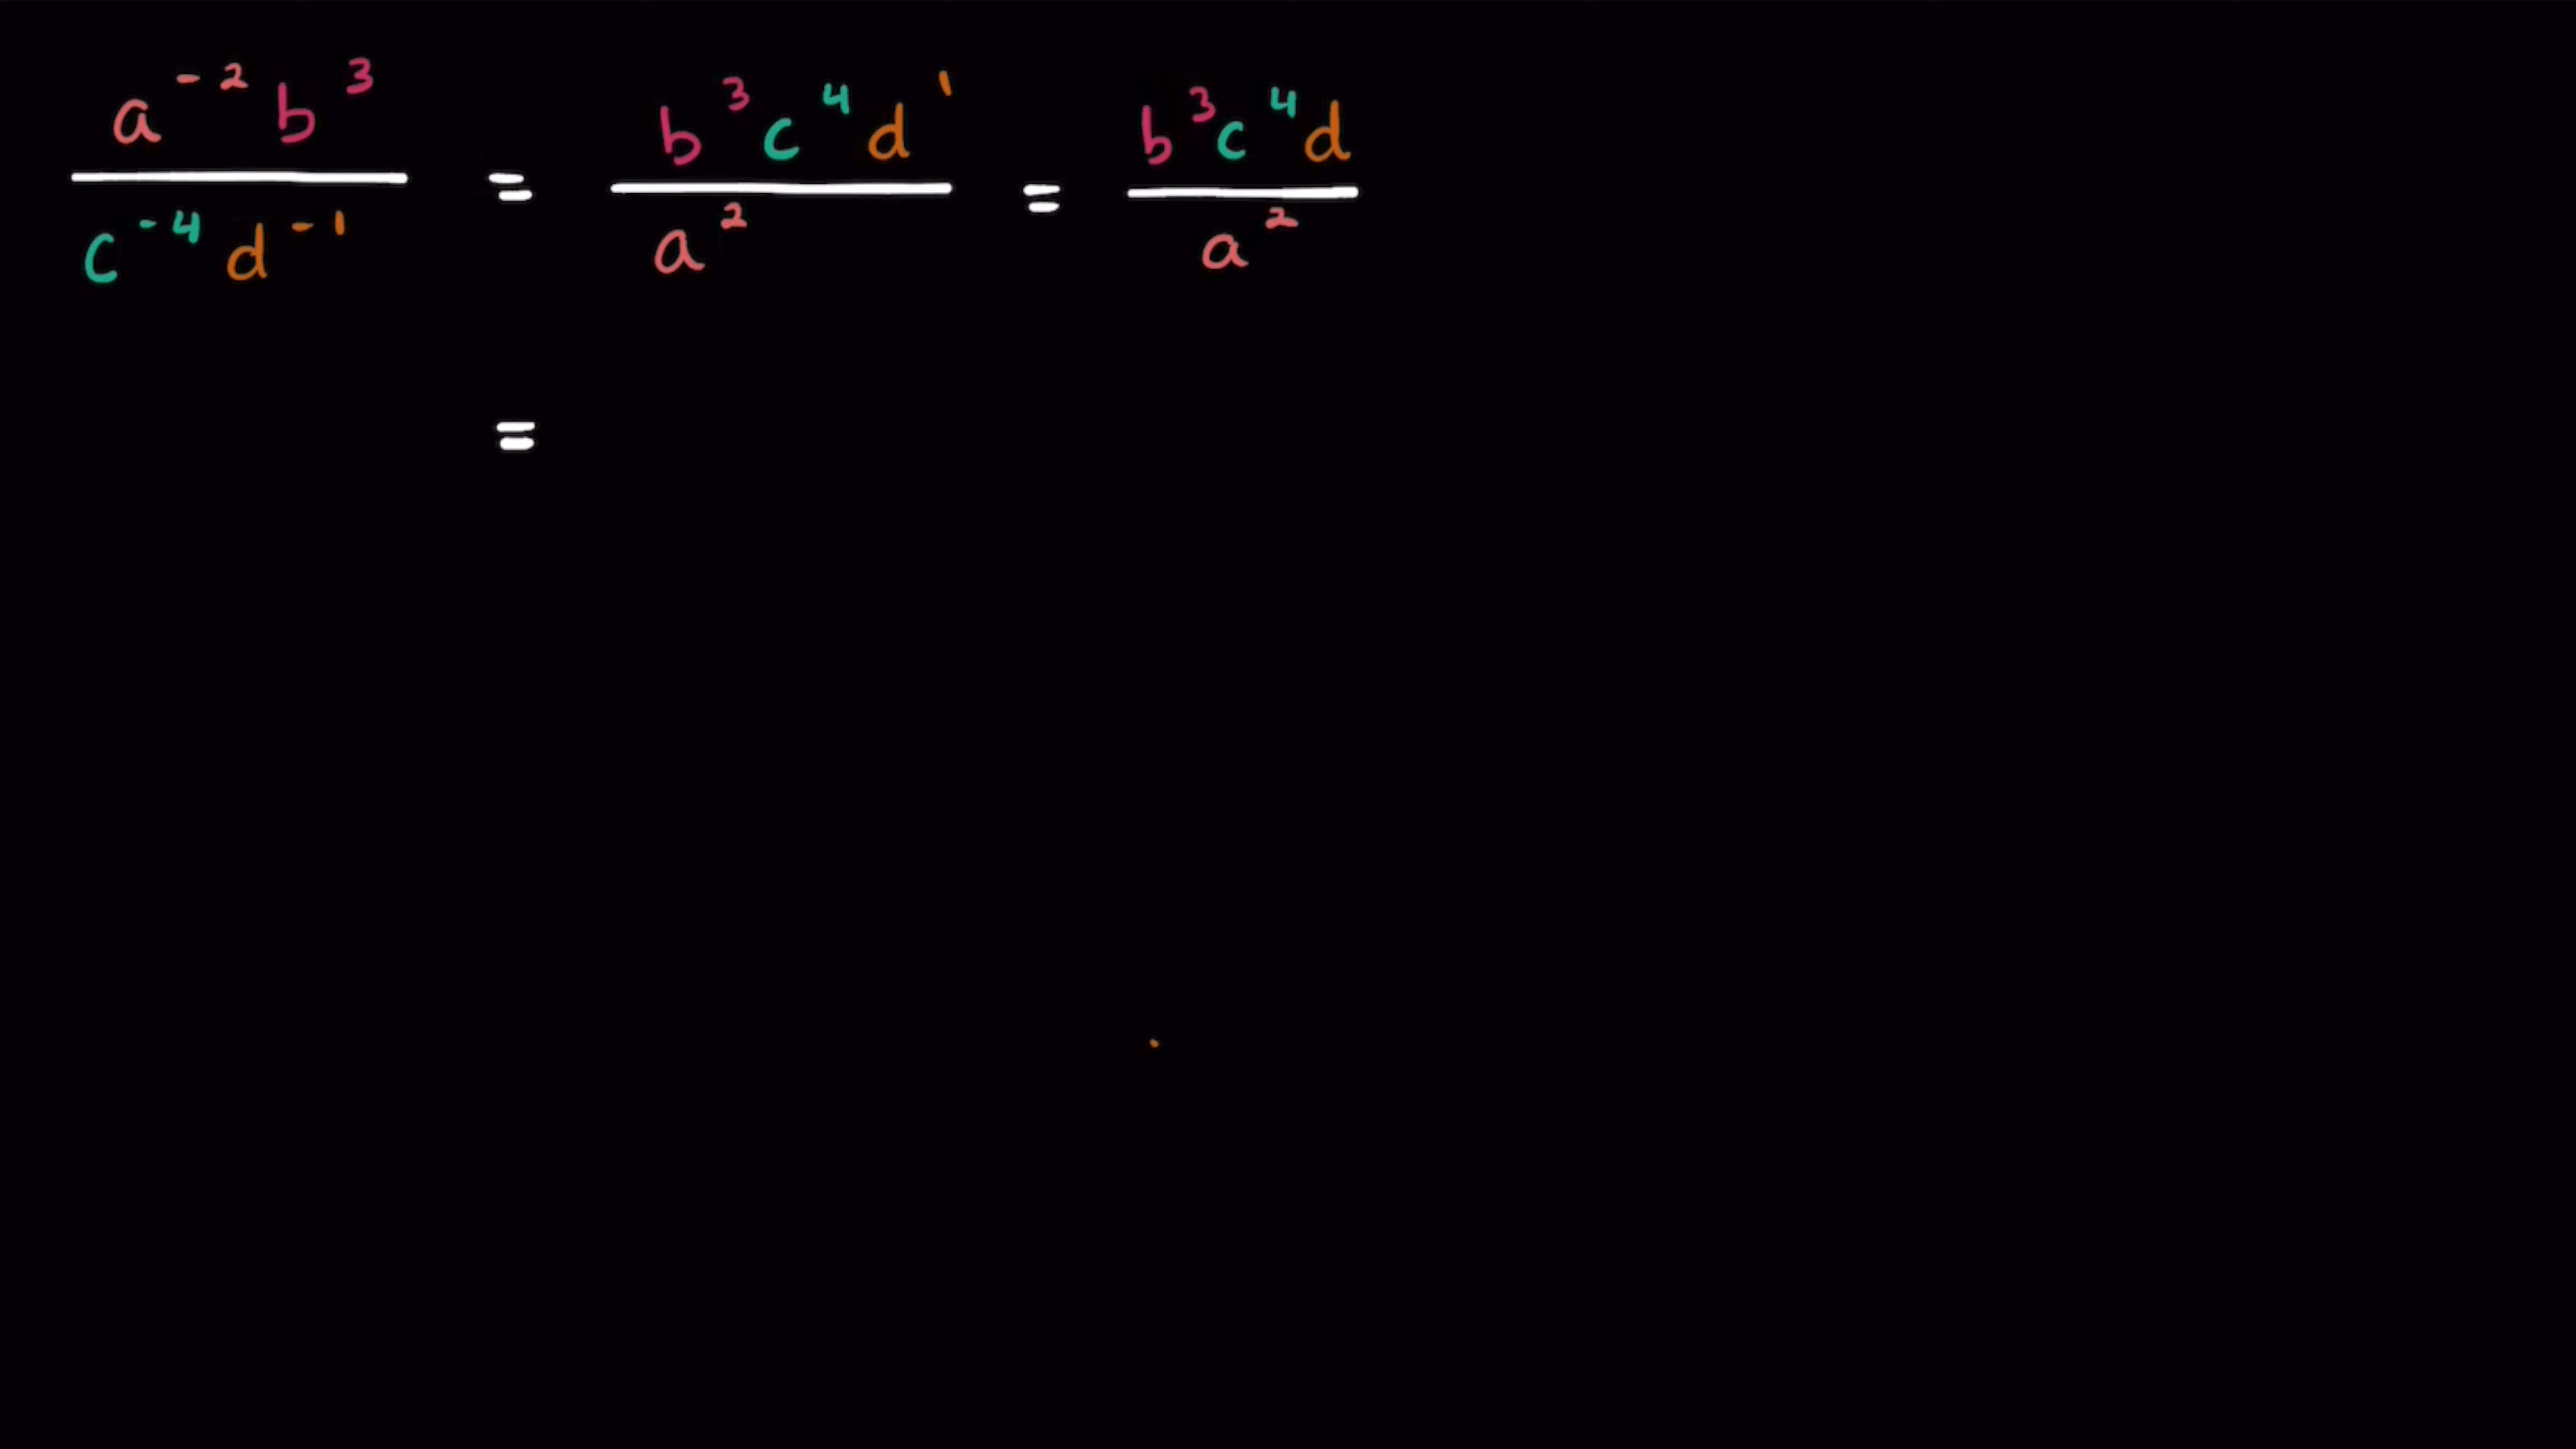 a⁻²b³ / c⁻⁴d⁻¹ = b³c⁴d¹ / a² = b³c⁴d / a²
=